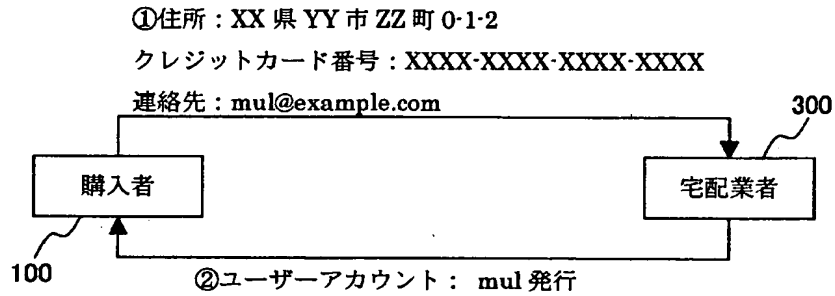 ①住所：XX 県 YY 市 ZZ 町 0-1-2
クレジットカード番号：XXXX-XXXX-XXXX-XXXX
連絡先：mul@example.com
300
購入者
宅配業者
100
②ユーザーアカウント： mul 発行